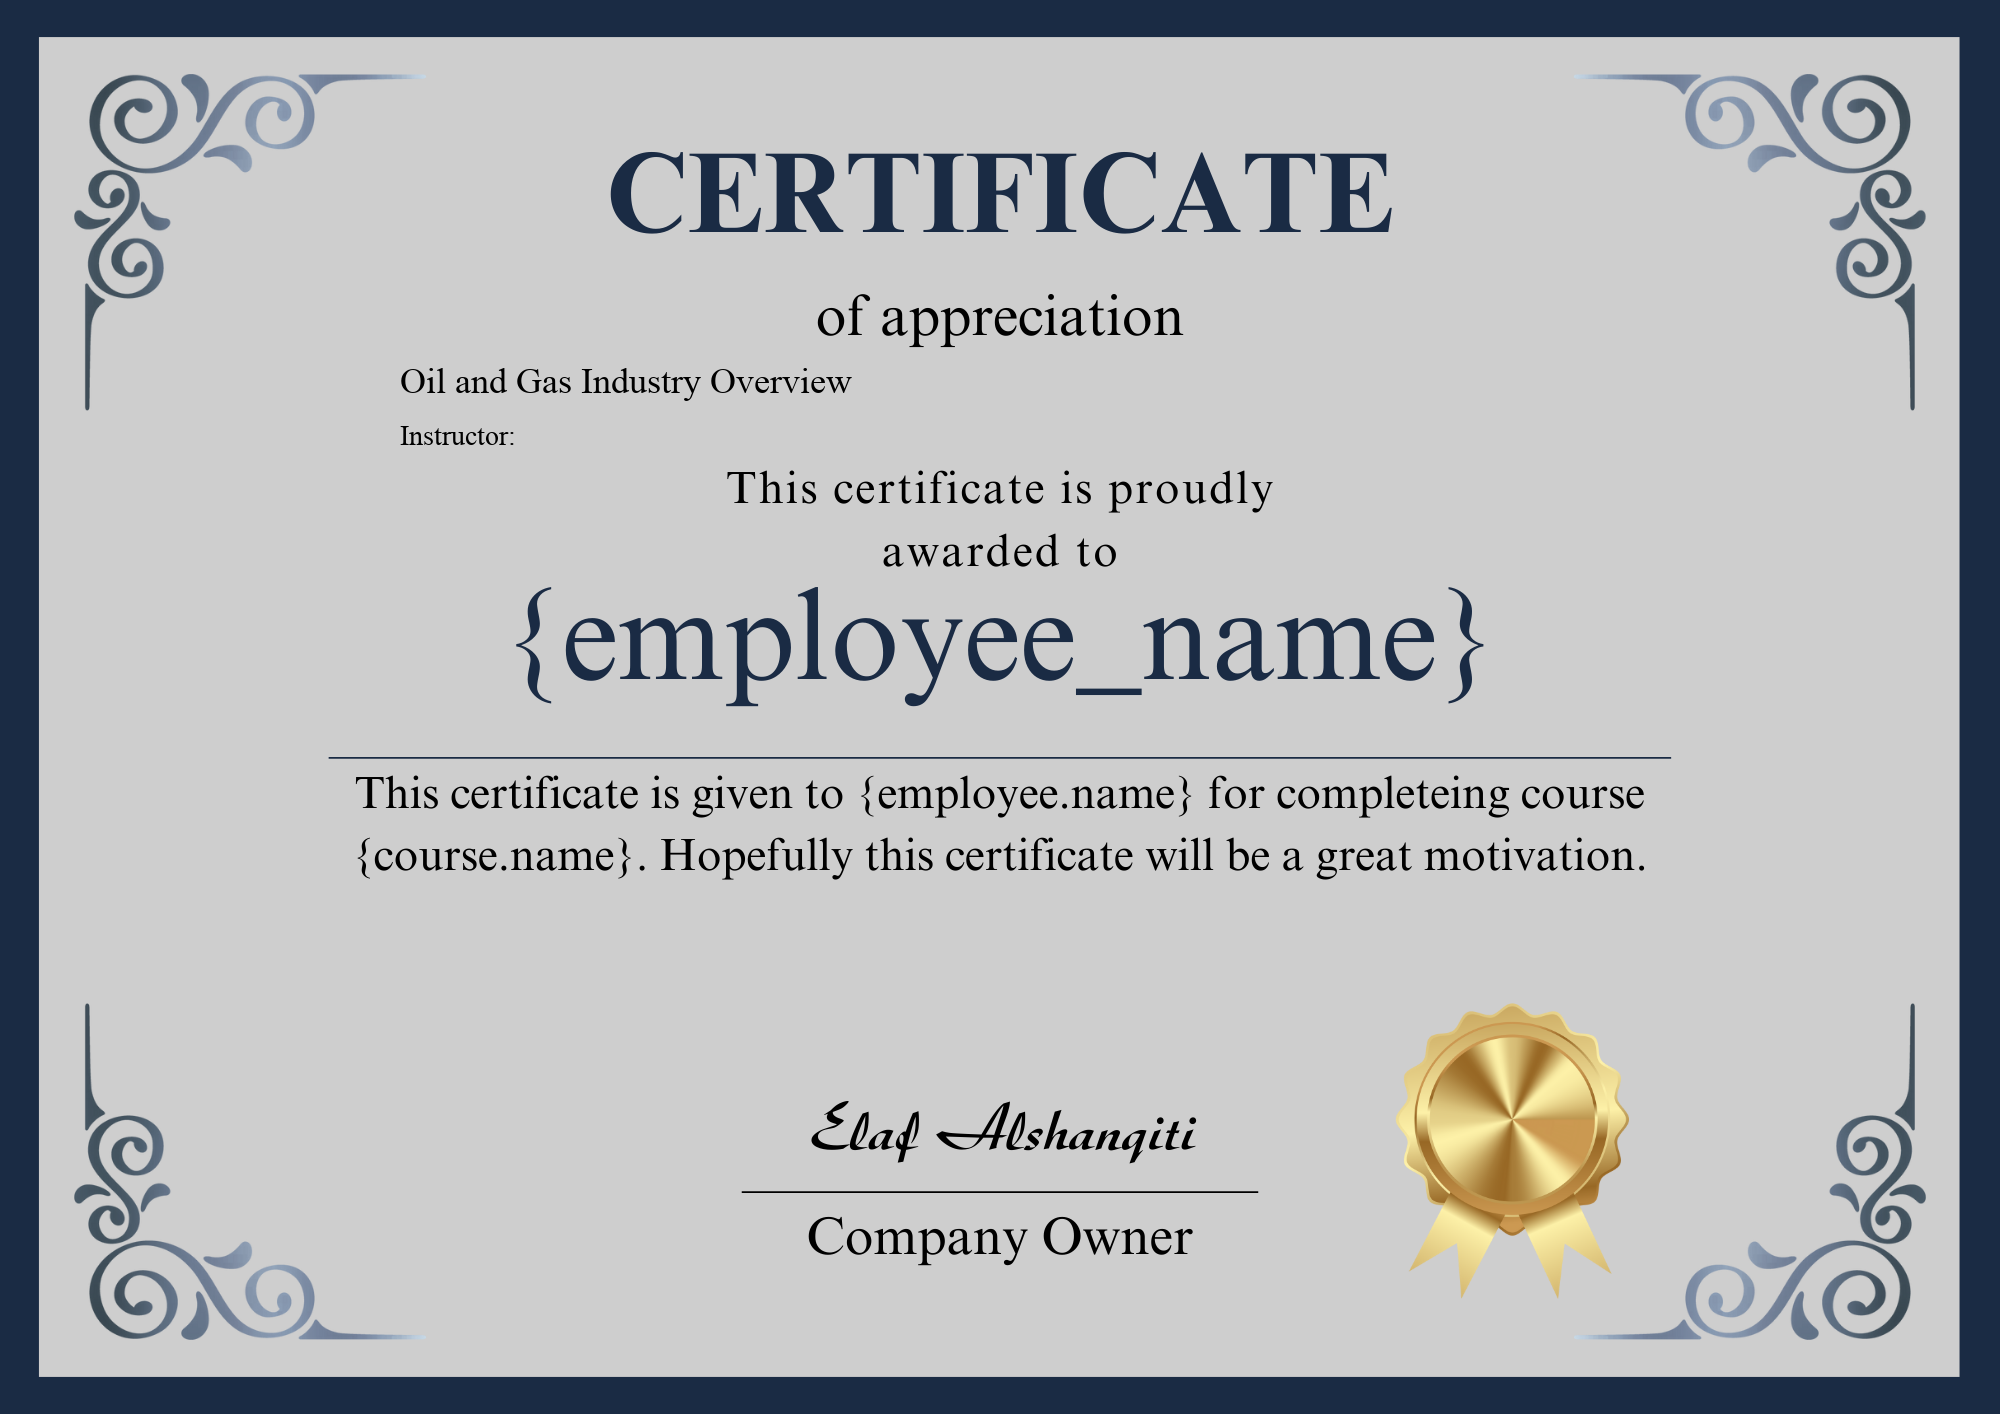 CERTIFICATE
of appreciation
Oil and Gas Industry Overview
Instructor:
This certificate is proudly
awarded to
{employee_name}
This certificate is given to {employee.name} for completeing course
{course.name}. Hopefully this certificate will be a great motivation.
Elaf Alshanqiti
Company Owner